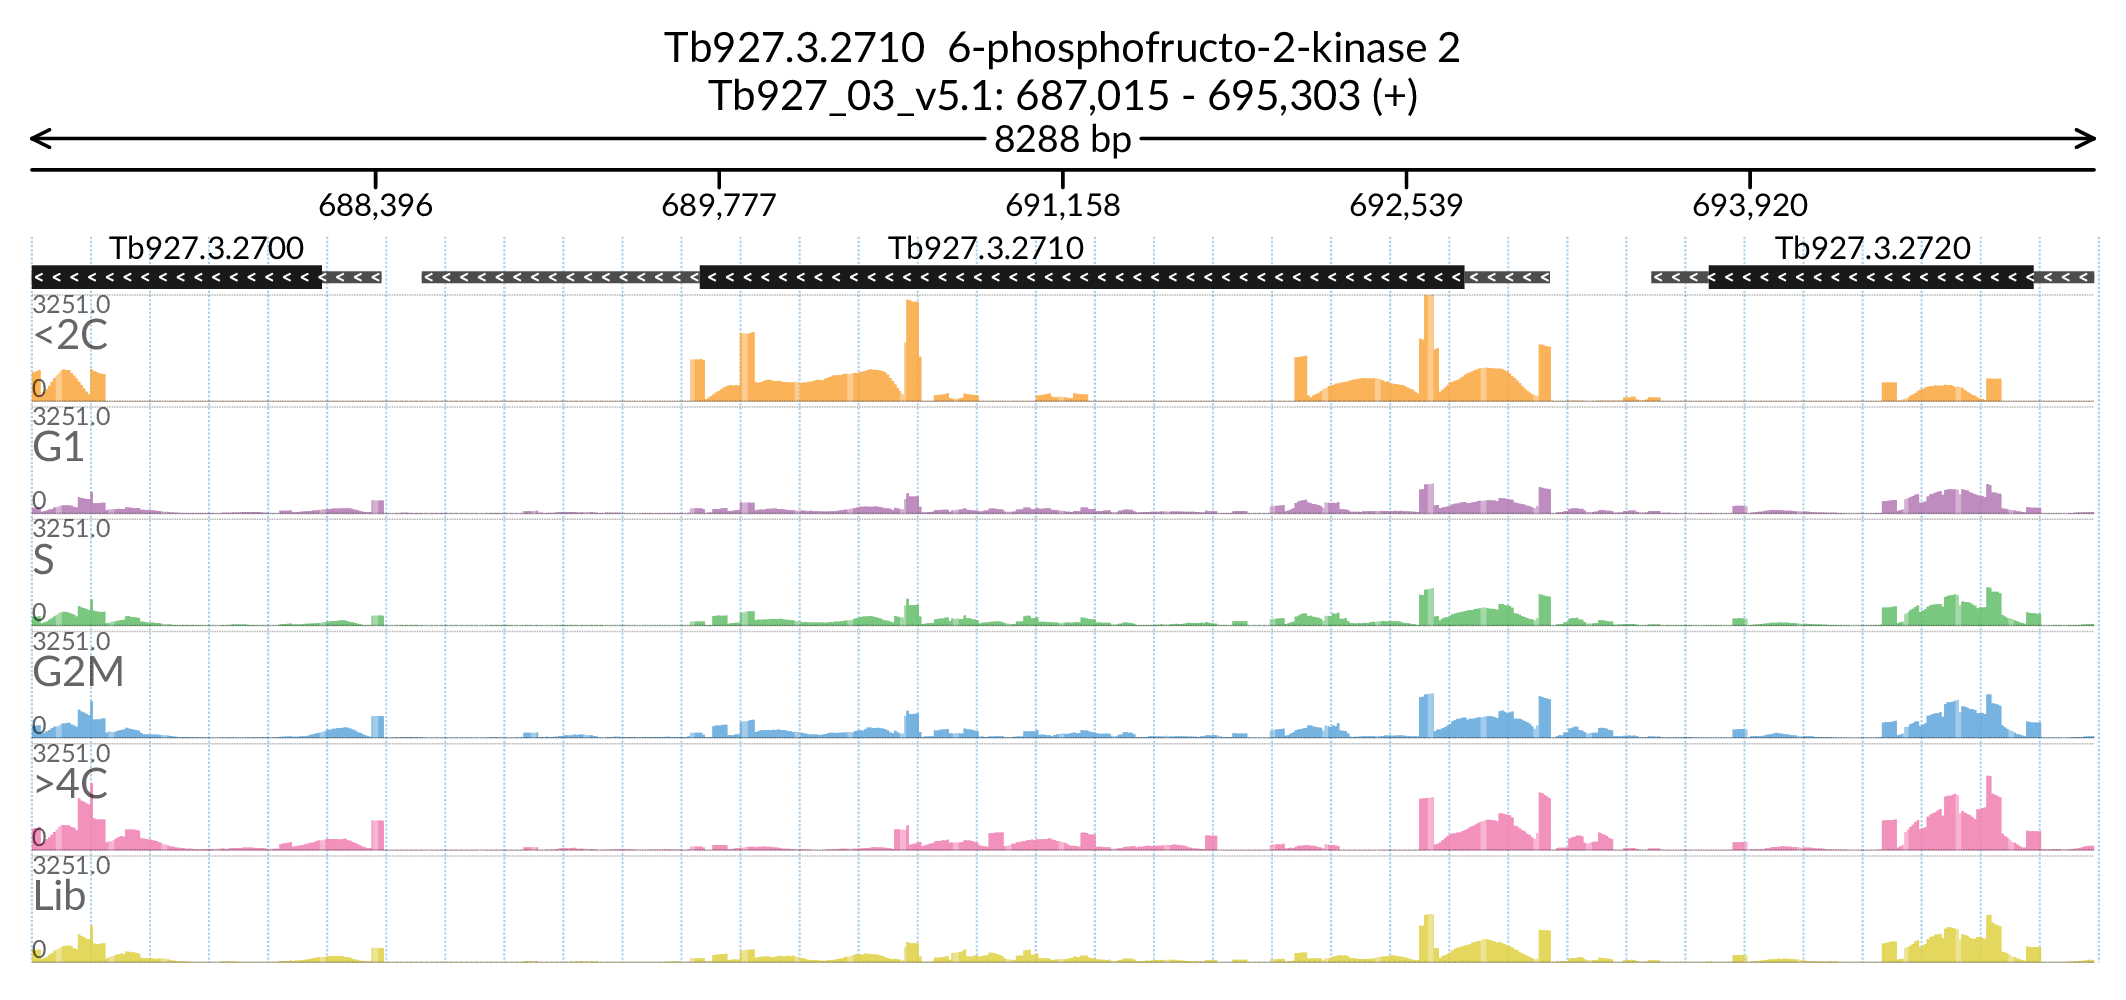 Tb927.3.2710  6-phosphofructo-2-kinase 2
Tb927_03_v5.1: 687,015 - 695,303 (+)
8288 bp
688,396 689,777 691,158 692,539 693,920
Tb927.3.2700 Tb927.3.2710 Tb927.3.2720
3251.0
<2C
0
3251.0
G1
0
3251.0
S
0
3251.0
G2M
0
3251.0
>4C
0
3251.0
Lib
0